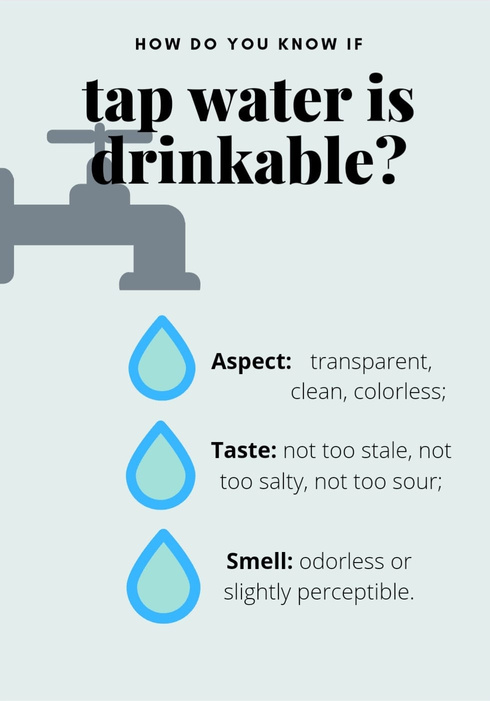 HOW DO YOU KNOW IF
tap water is
drinkable?
Aspect: transparent,
clean, colorless;
Taste: not too stale, not
too salty, not too sour;
Smell: odorless or
slightly perceptible.